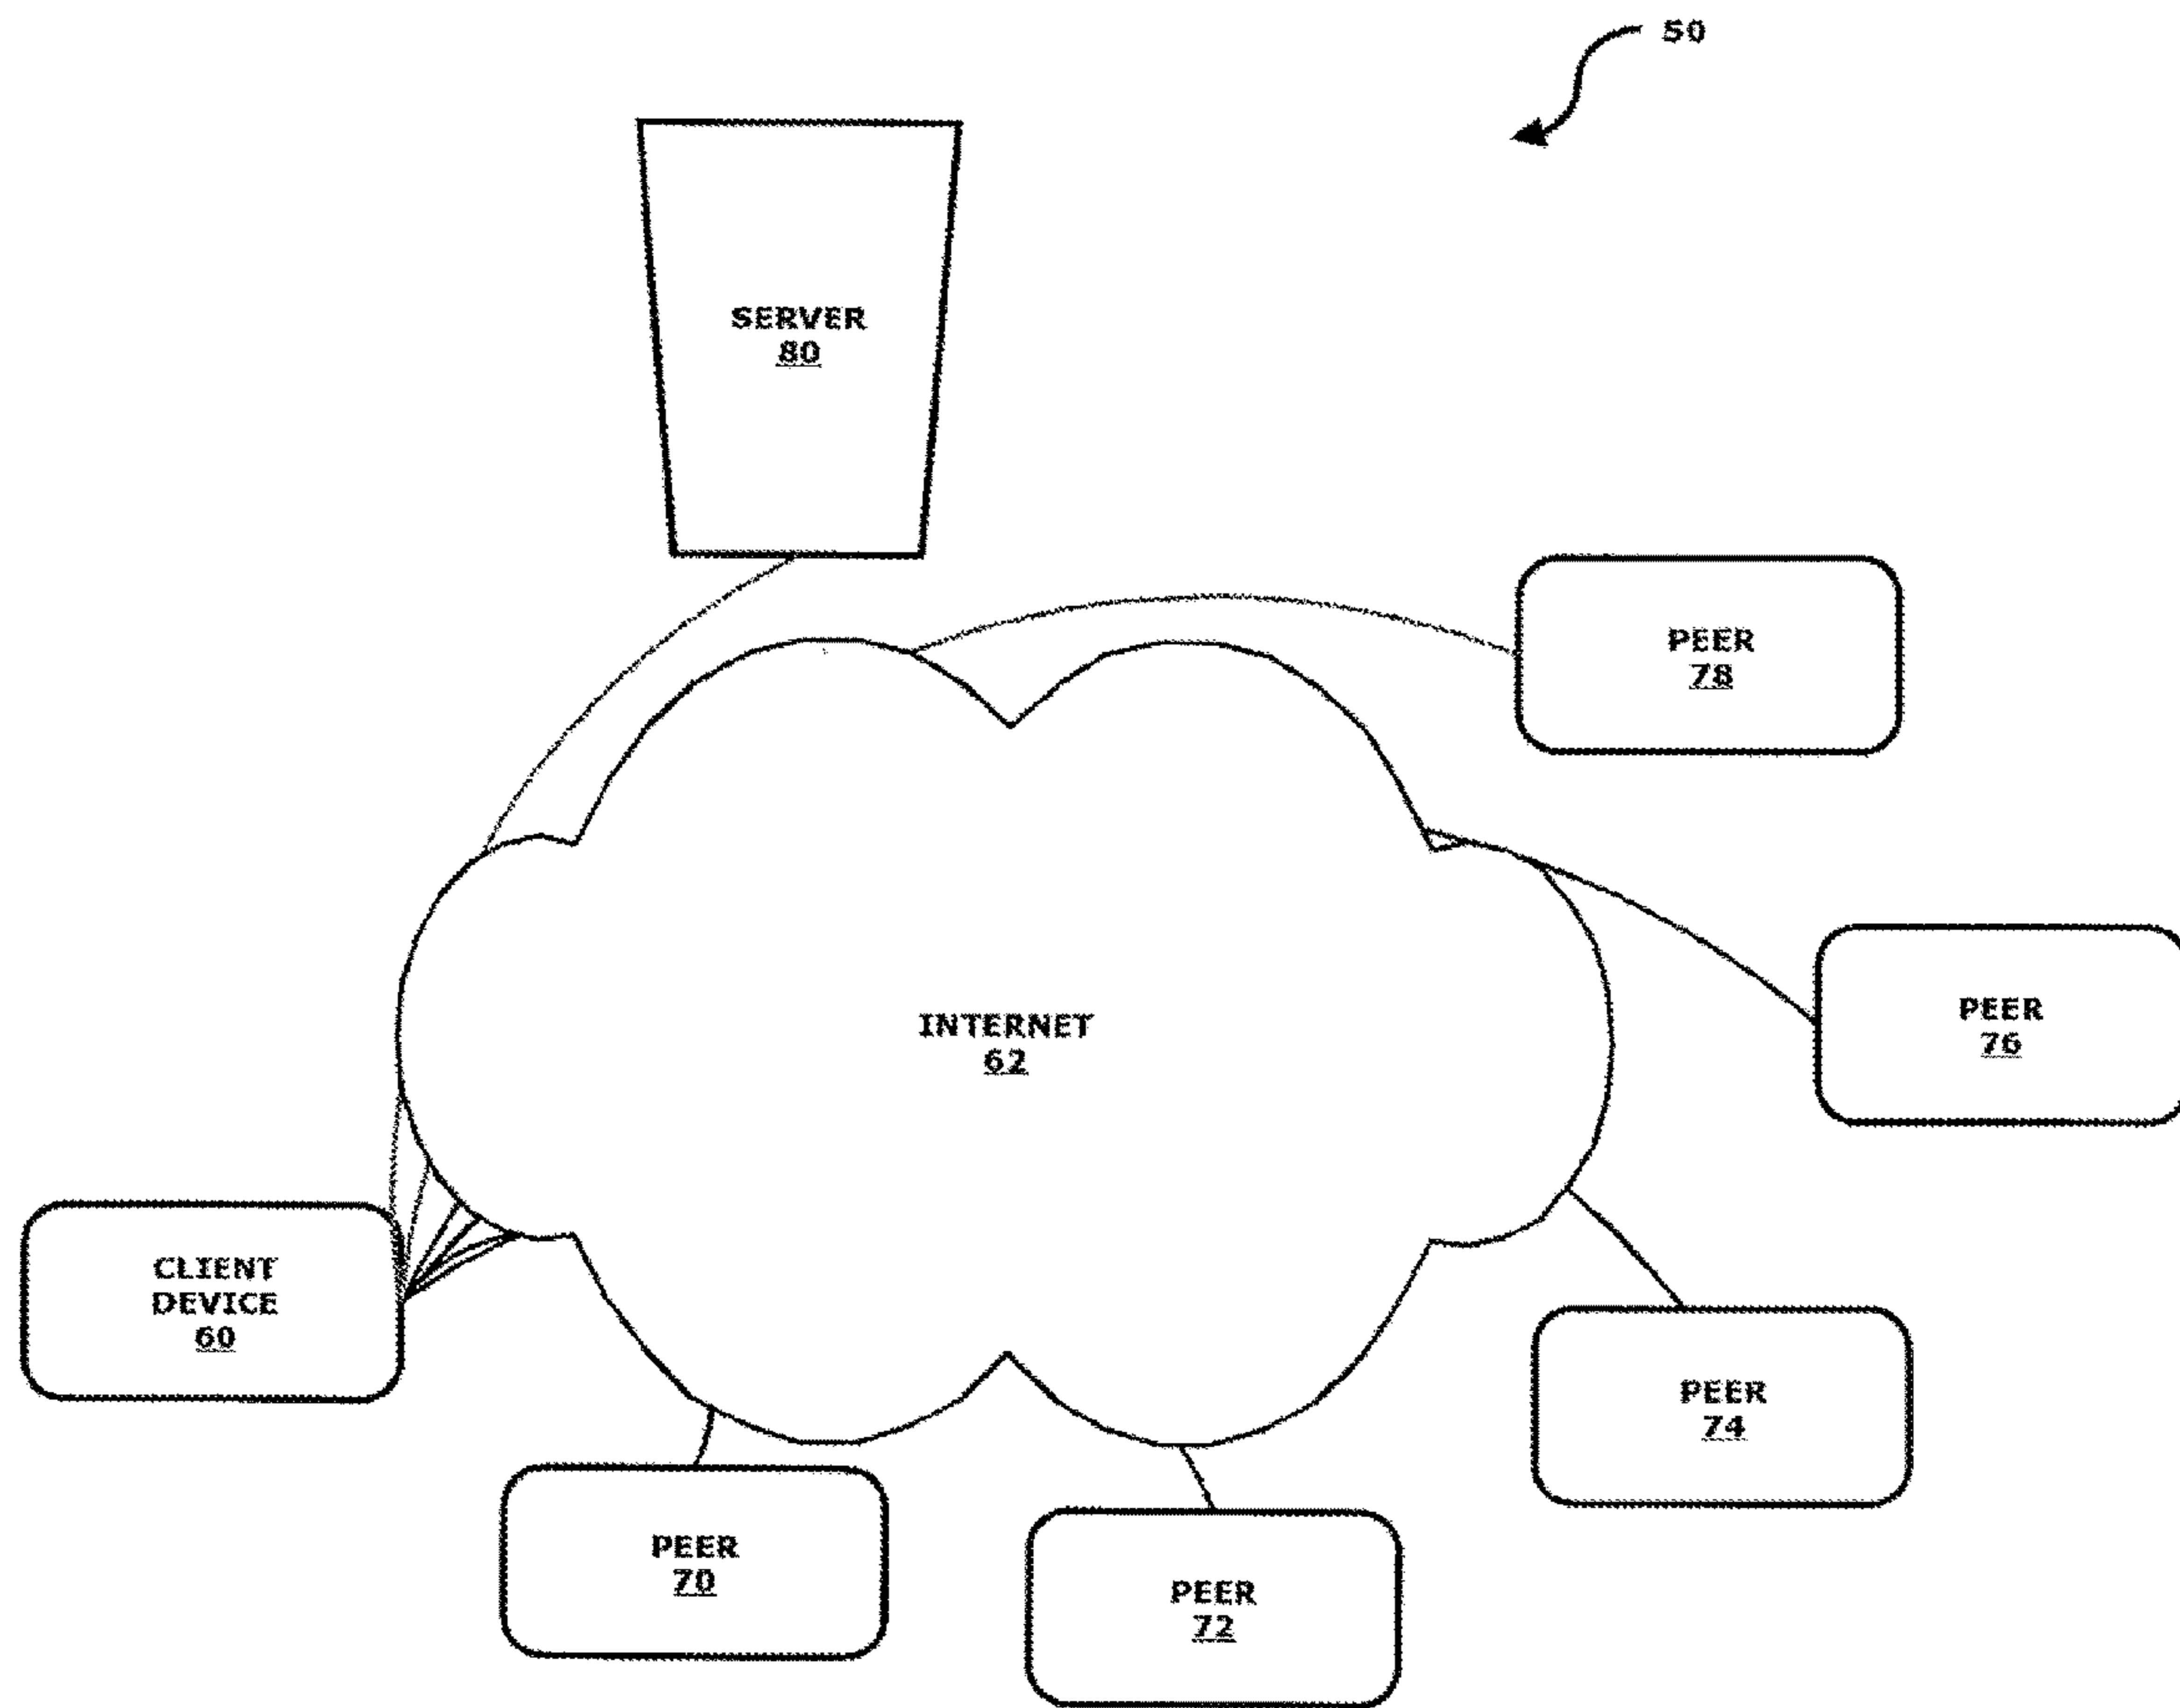 50
SERVER
80
PEER
78
INTERNET
62
PEER
76
CLIENT
DEVICE
60
PEER
74
PEER
70
PEER
72